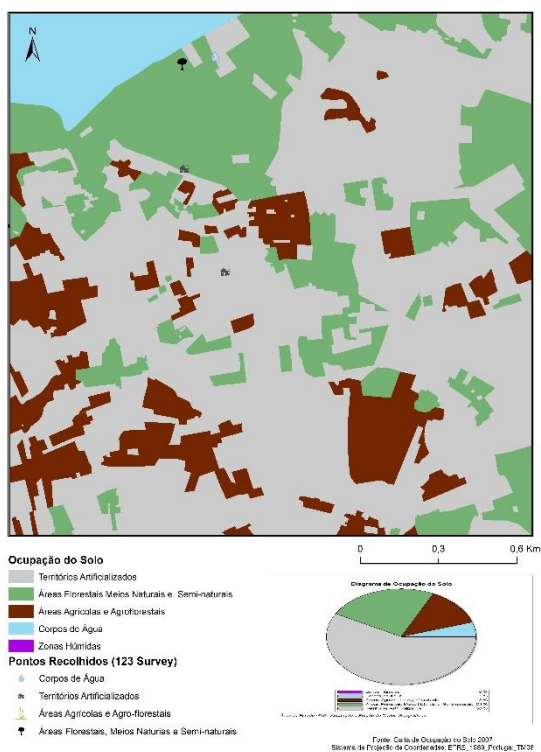 N
0 0,3 0,6 Km
Ocupação do Solo
Territórios Artificializados
Áreas Florestais Meios Naturais e Semi-naturais
Áreas Agrícolas e Agroflorestais
Corpos do Água
Zonas Húmidas
Pontos Recolhidos (123 Survey)
Corpos de Água
Territórios Artificializados
Áreas Agrícolas e Agro-florestais
Áreas Florestais, Meios Naturias e Semi-naturais
Diagrama de Ocupação do Solo
Fonte: Carta de Ocupação do Solo 2007
Sistema de Projeção de Coordenadas: ETRS_1989_Portugal_TM06